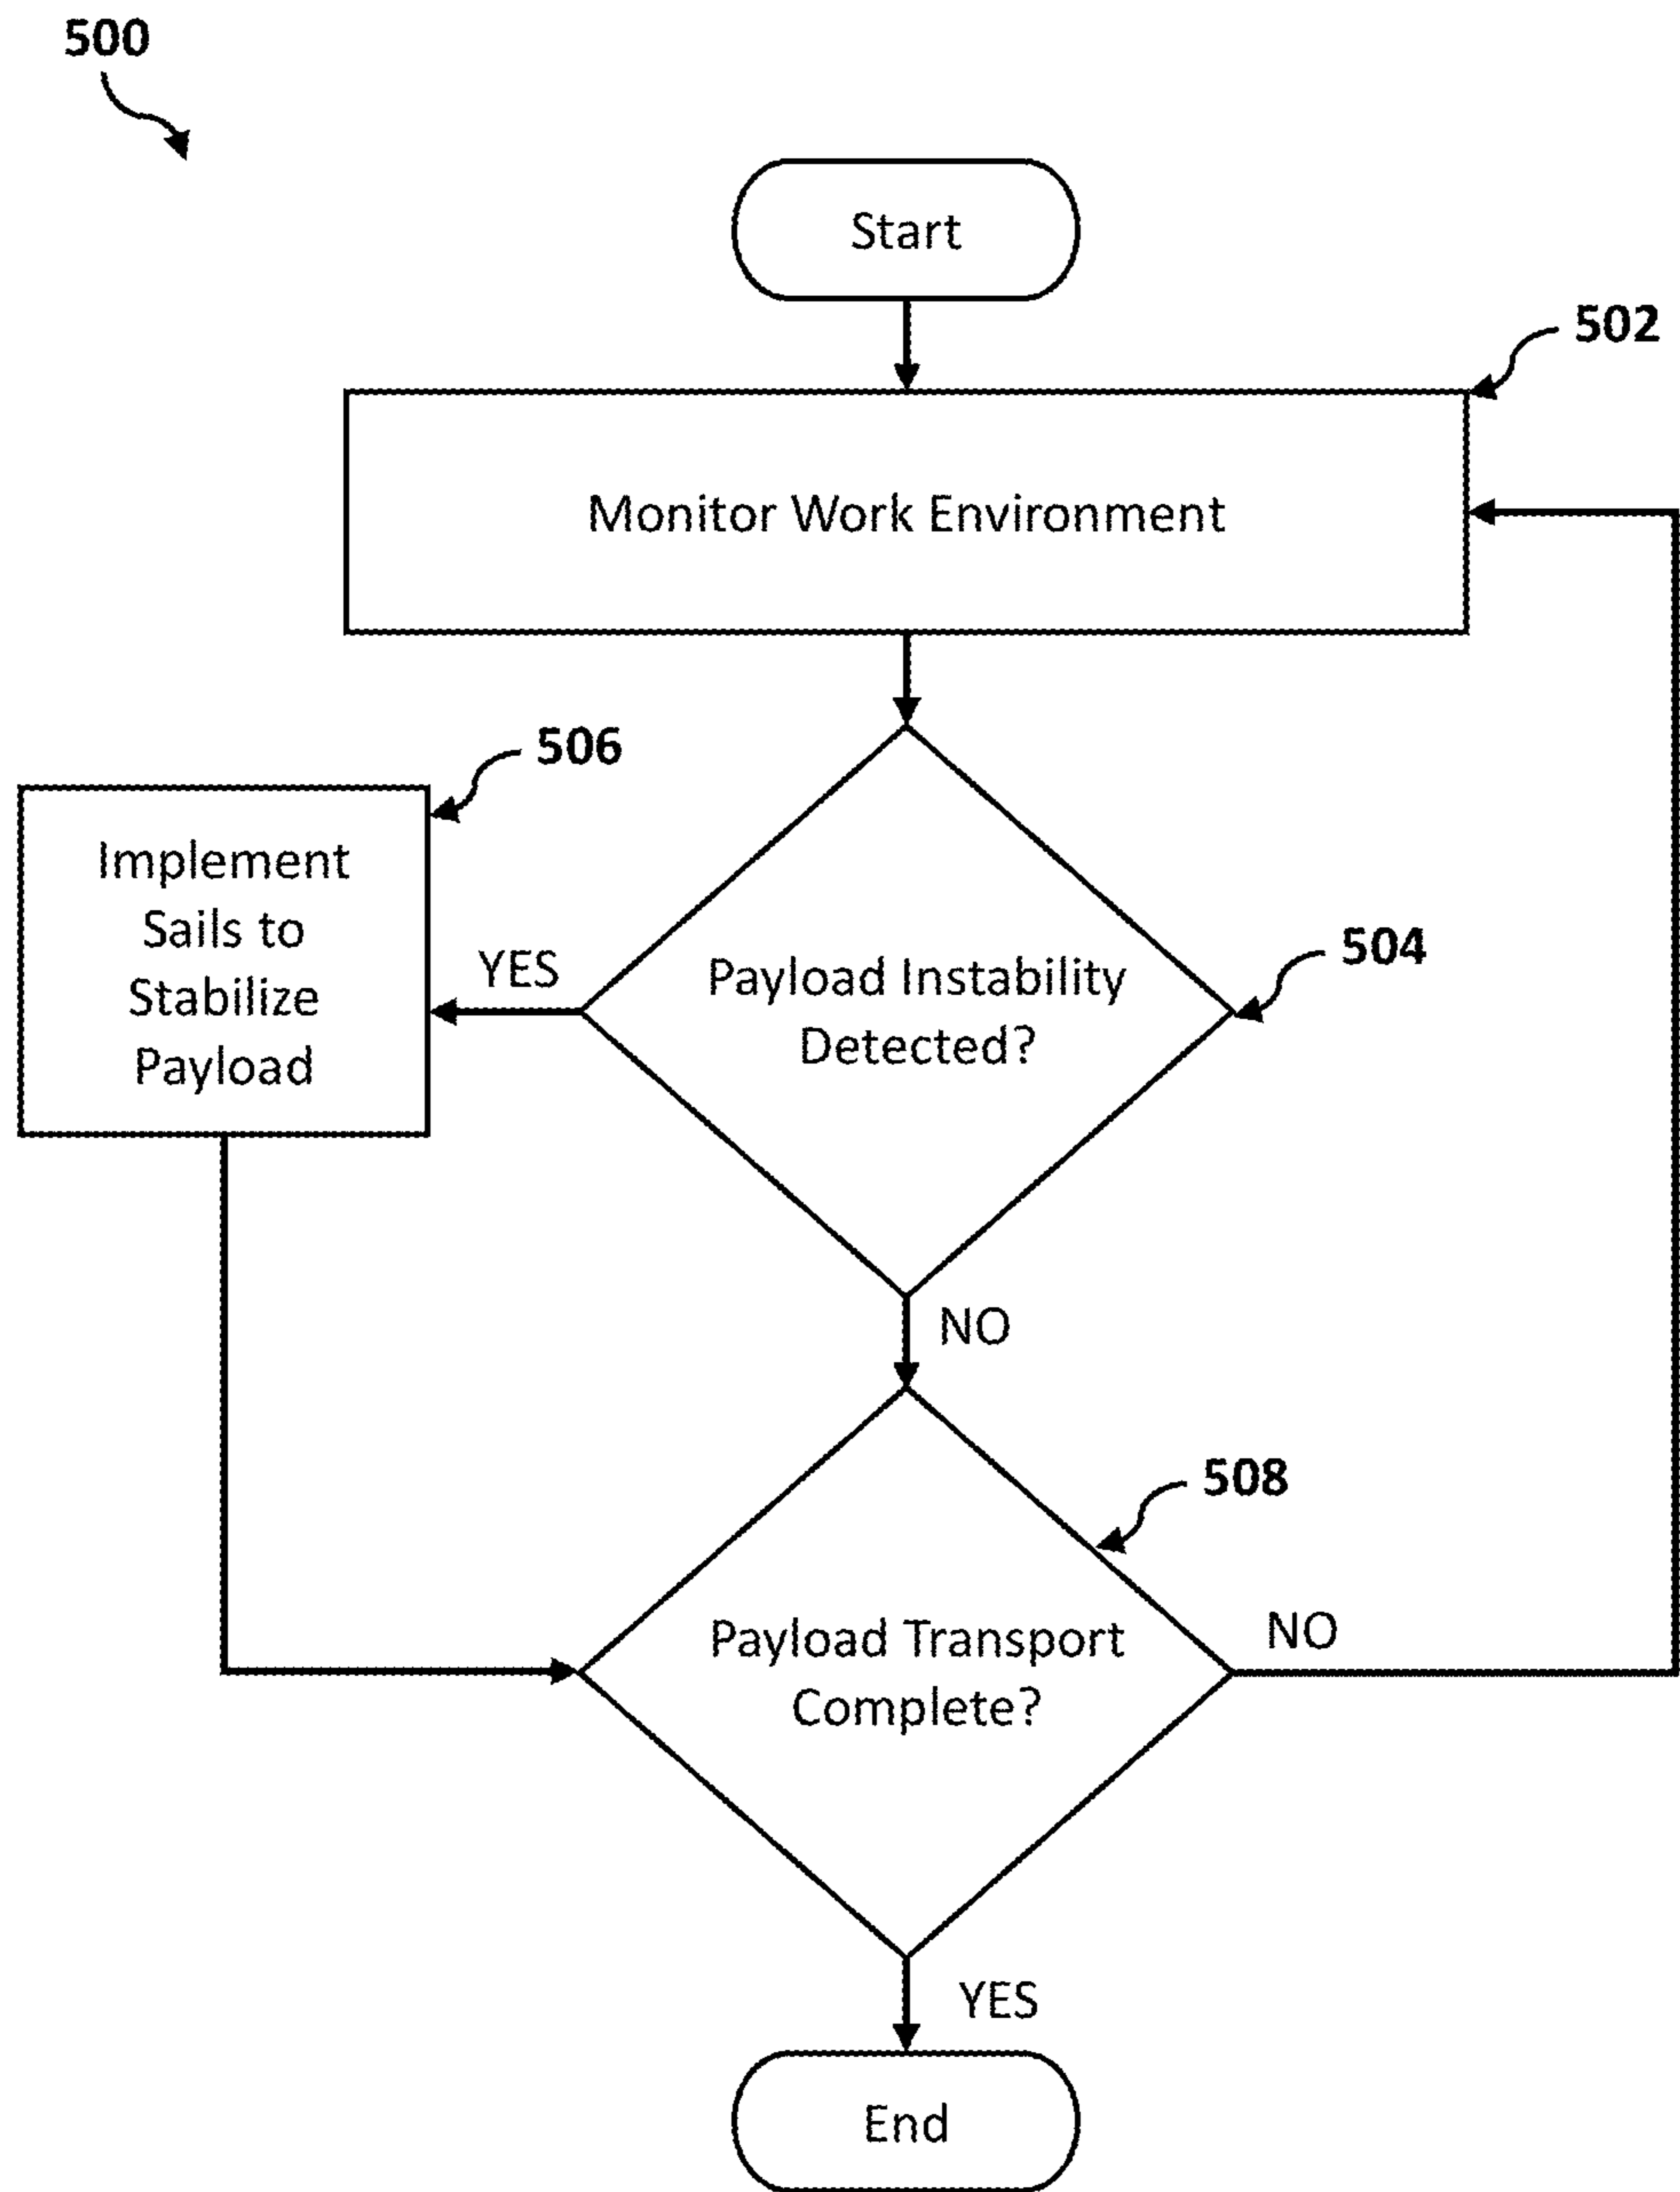 500
Start
502
Monitor Work Environment
506
Implement
Sails to
Stabilize
Payload
YES
Payload Instability
Detected?
504
NO
508
Payload Transport
Complete?
NO
YES
End